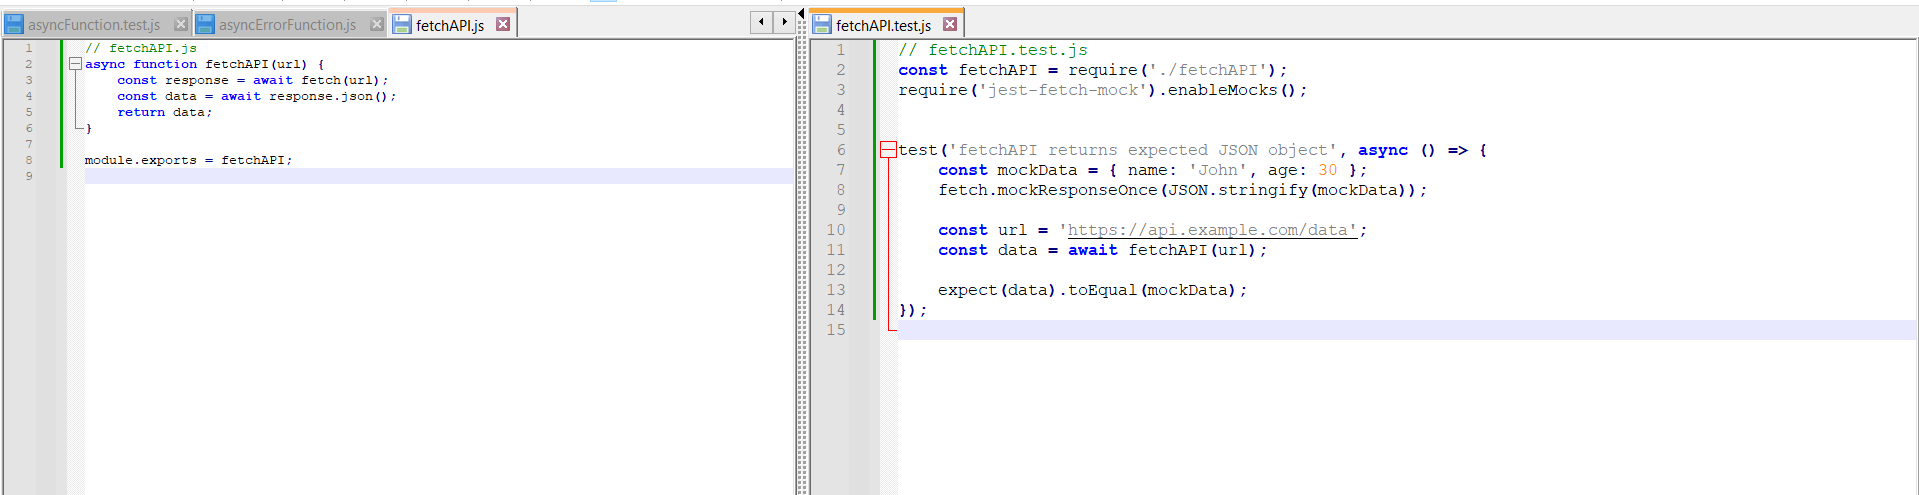 asyncFunction.test.js asyncErrorFunction.js fetchAPI.js
1 // fetchAPI.js
2 async function fetchAPI(url) {
3     const response = await fetch(url);
4     const data = await response.json();
5     return data;
6 }
7
8 module.exports = fetchAPI;
9
fetchAPI.test.js
1 // fetchAPI.test.js
2 const fetchAPI = require('./fetchAPI');
3 require('jest-fetch-mock').enableMocks();
4
5
6 test('fetchAPI returns expected JSON object', async () => {
7     const mockData = { name: 'John', age: 30 };
8     fetch.mockResponseOnce(JSON.stringify(mockData));
9
10     const url = 'https://api.example.com/data';
11     const data = await fetchAPI(url);
12
13     expect(data).toEqual(mockData);
14 });
15